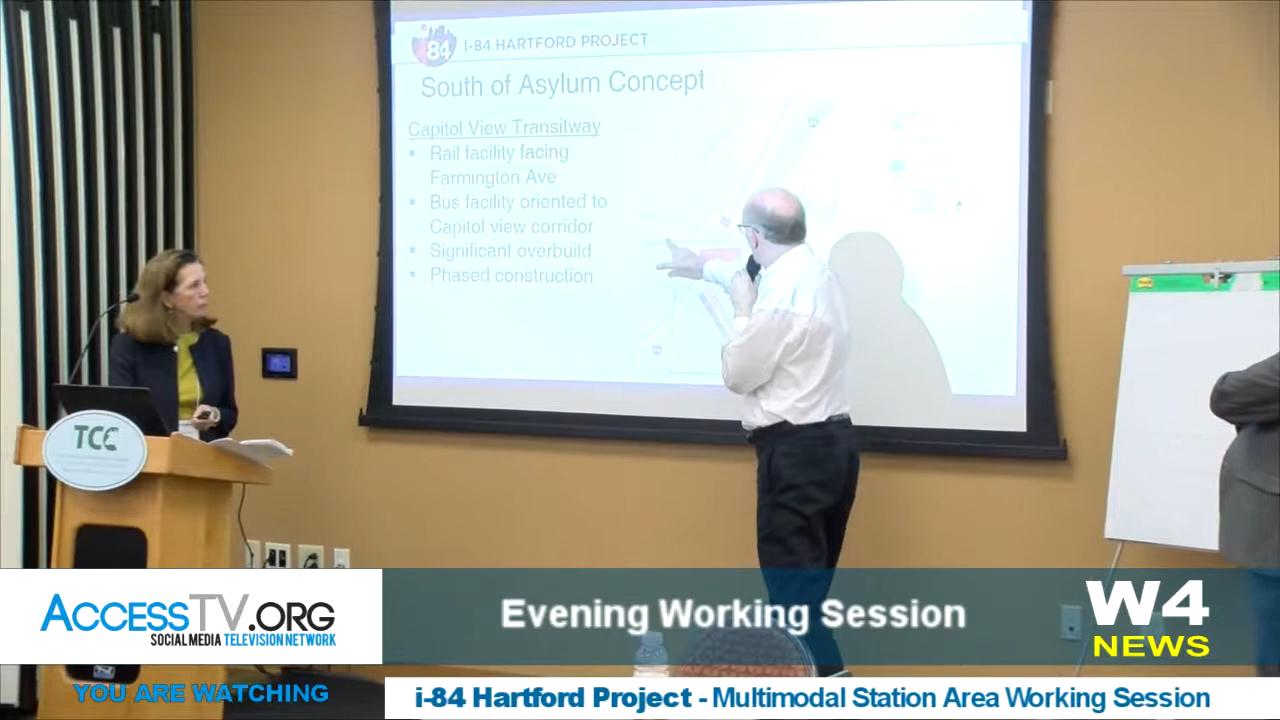 84
I-84 HARTFORD PROJECT
South of Asylum Concept
Capitol View Transitway
▪ Rail facility facing
Farmington Ave
▪ Bus facility oriented to
Capitol view corridor
▪ Significant overbuild
▪ Phased construction
TCC
ACCESSTV.ORG
SOCIAL MEDIA TELEVISION NETWORK
YOU ARE WATCHING
Evening Working Session
W4
NEWS
i-84 Hartford Project - Multimodal Station Area Working Session